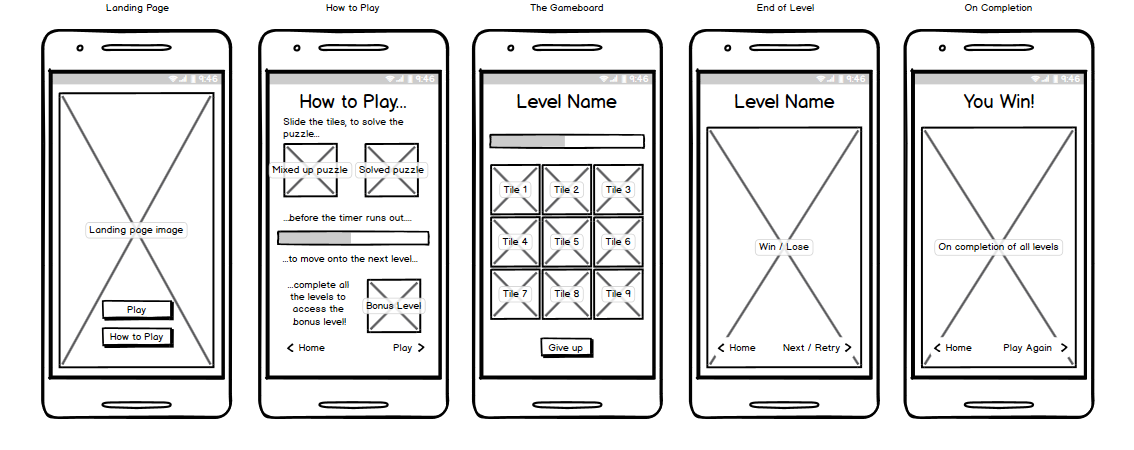 Landing Page
9:46
Landing page image
Play
How to Play
How to Play
9:46
How to Play...
Slide the tiles, to solve the
puzzle...
Mixed up puzzle
Solved puzzle
...before the timer runs out....
...to move onto the next level...
...complete all
the levels to
access the
bonus level!
Bonus Level
< Home
Play >
The Gameboard
9:46
Level Name
Tile 1
Tile 2
Tile 3
Tile 4
Tile 5
Tile 6
Tile 7
Tile 8
Tile 9
Give up
End of Level
9:46
Level Name
Win / Lose
< Home
Next / Retry >
On Completion
9:46
You Win!
On completion of all levels
< Home
Play Again >